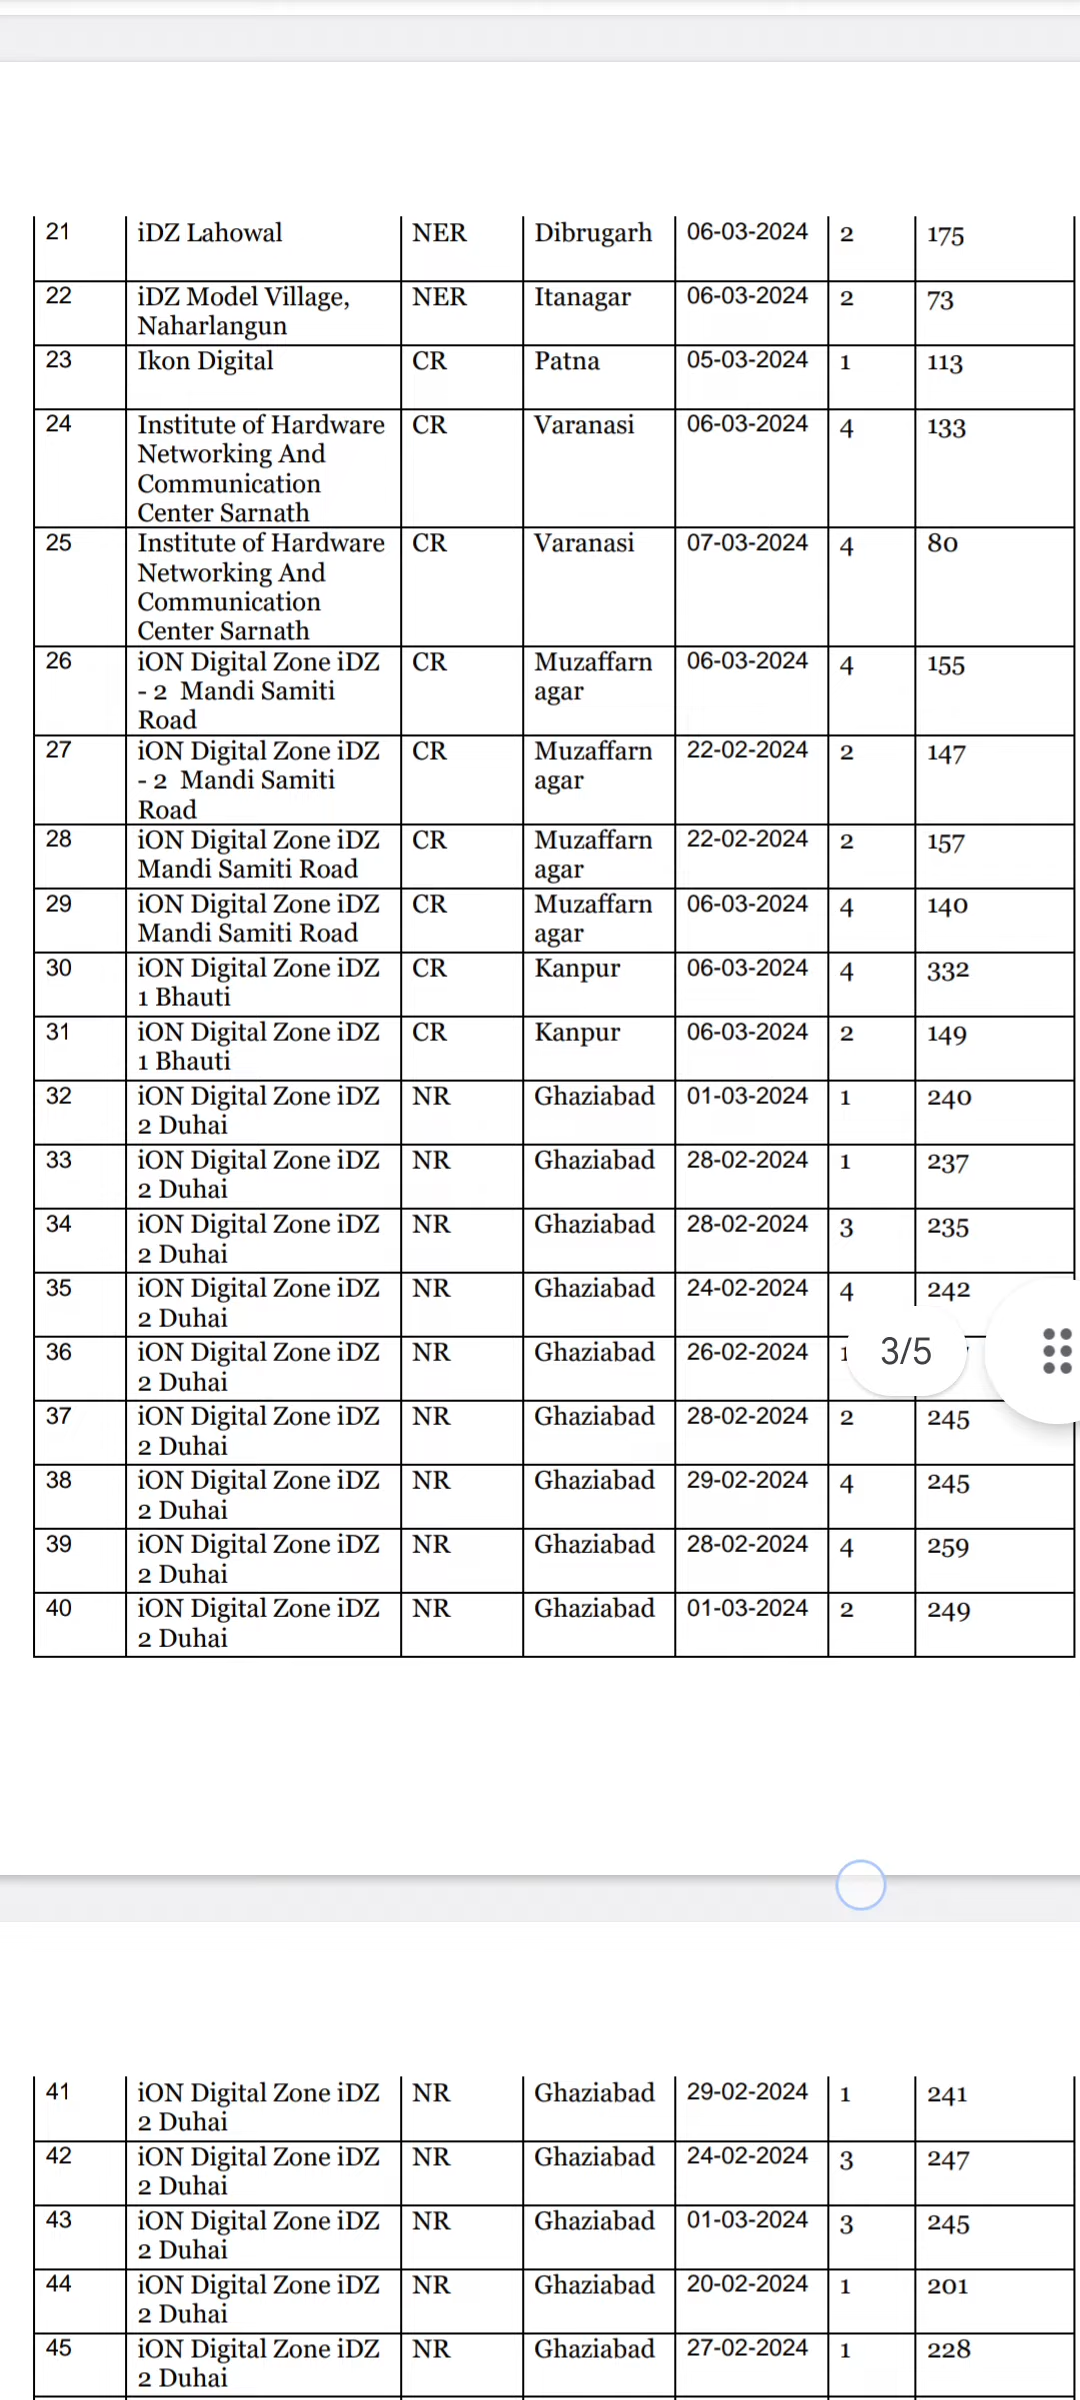 21 iDZ Lahowal NER Dibrugarh 06-03-2024 2 175
22 iDZ Model Village, NER Itanagar 06-03-2024 2 73
Naharlangun
23 Ikon Digital CR Patna 05-03-2024 1 113
24 Institute of Hardware CR Varanasi 06-03-2024 4 133
Networking And
Communication
Center Sarnath
25 Institute of Hardware CR Varanasi 07-03-2024 4 80
Networking And
Communication
Center Sarnath
26 iON Digital Zone iDZ CR Muzaffarn 06-03-2024 4 155
- 2 Mandi Samiti agar
Road
27 iON Digital Zone iDZ CR Muzaffarn 22-02-2024 2 147
- 2 Mandi Samiti agar
Road
28 iON Digital Zone iDZ CR Muzaffarn 22-02-2024 2 157
Mandi Samiti Road agar
29 iON Digital Zone iDZ CR Muzaffarn 06-03-2024 4 140
Mandi Samiti Road agar
30 iON Digital Zone iDZ CR Kanpur 06-03-2024 4 332
1 Bhauti
31 iON Digital Zone iDZ CR Kanpur 06-03-2024 2 149
1 Bhauti
32 iON Digital Zone iDZ NR Ghaziabad 01-03-2024 1 240
2 Duhai
33 iON Digital Zone iDZ NR Ghaziabad 28-02-2024 1 237
2 Duhai
34 iON Digital Zone iDZ NR Ghaziabad 28-02-2024 3 235
2 Duhai
35 iON Digital Zone iDZ NR Ghaziabad 24-02-2024 4 242
2 Duhai
36 iON Digital Zone iDZ NR Ghaziabad 26-02-2024 1 3/5
2 Duhai
37 iON Digital Zone iDZ NR Ghaziabad 28-02-2024 2 245
2 Duhai
38 iON Digital Zone iDZ NR Ghaziabad 29-02-2024 4 245
2 Duhai
39 iON Digital Zone iDZ NR Ghaziabad 28-02-2024 4 259
2 Duhai
40 iON Digital Zone iDZ NR Ghaziabad 01-03-2024 2 249
2 Duhai
41 iON Digital Zone iDZ NR Ghaziabad 29-02-2024 1 241
2 Duhai
42 iON Digital Zone iDZ NR Ghaziabad 24-02-2024 3 247
2 Duhai
43 iON Digital Zone iDZ NR Ghaziabad 01-03-2024 3 245
2 Duhai
44 iON Digital Zone iDZ NR Ghaziabad 20-02-2024 1 201
2 Duhai
45 iON Digital Zone iDZ NR Ghaziabad 27-02-2024 1 228
2 Duhai